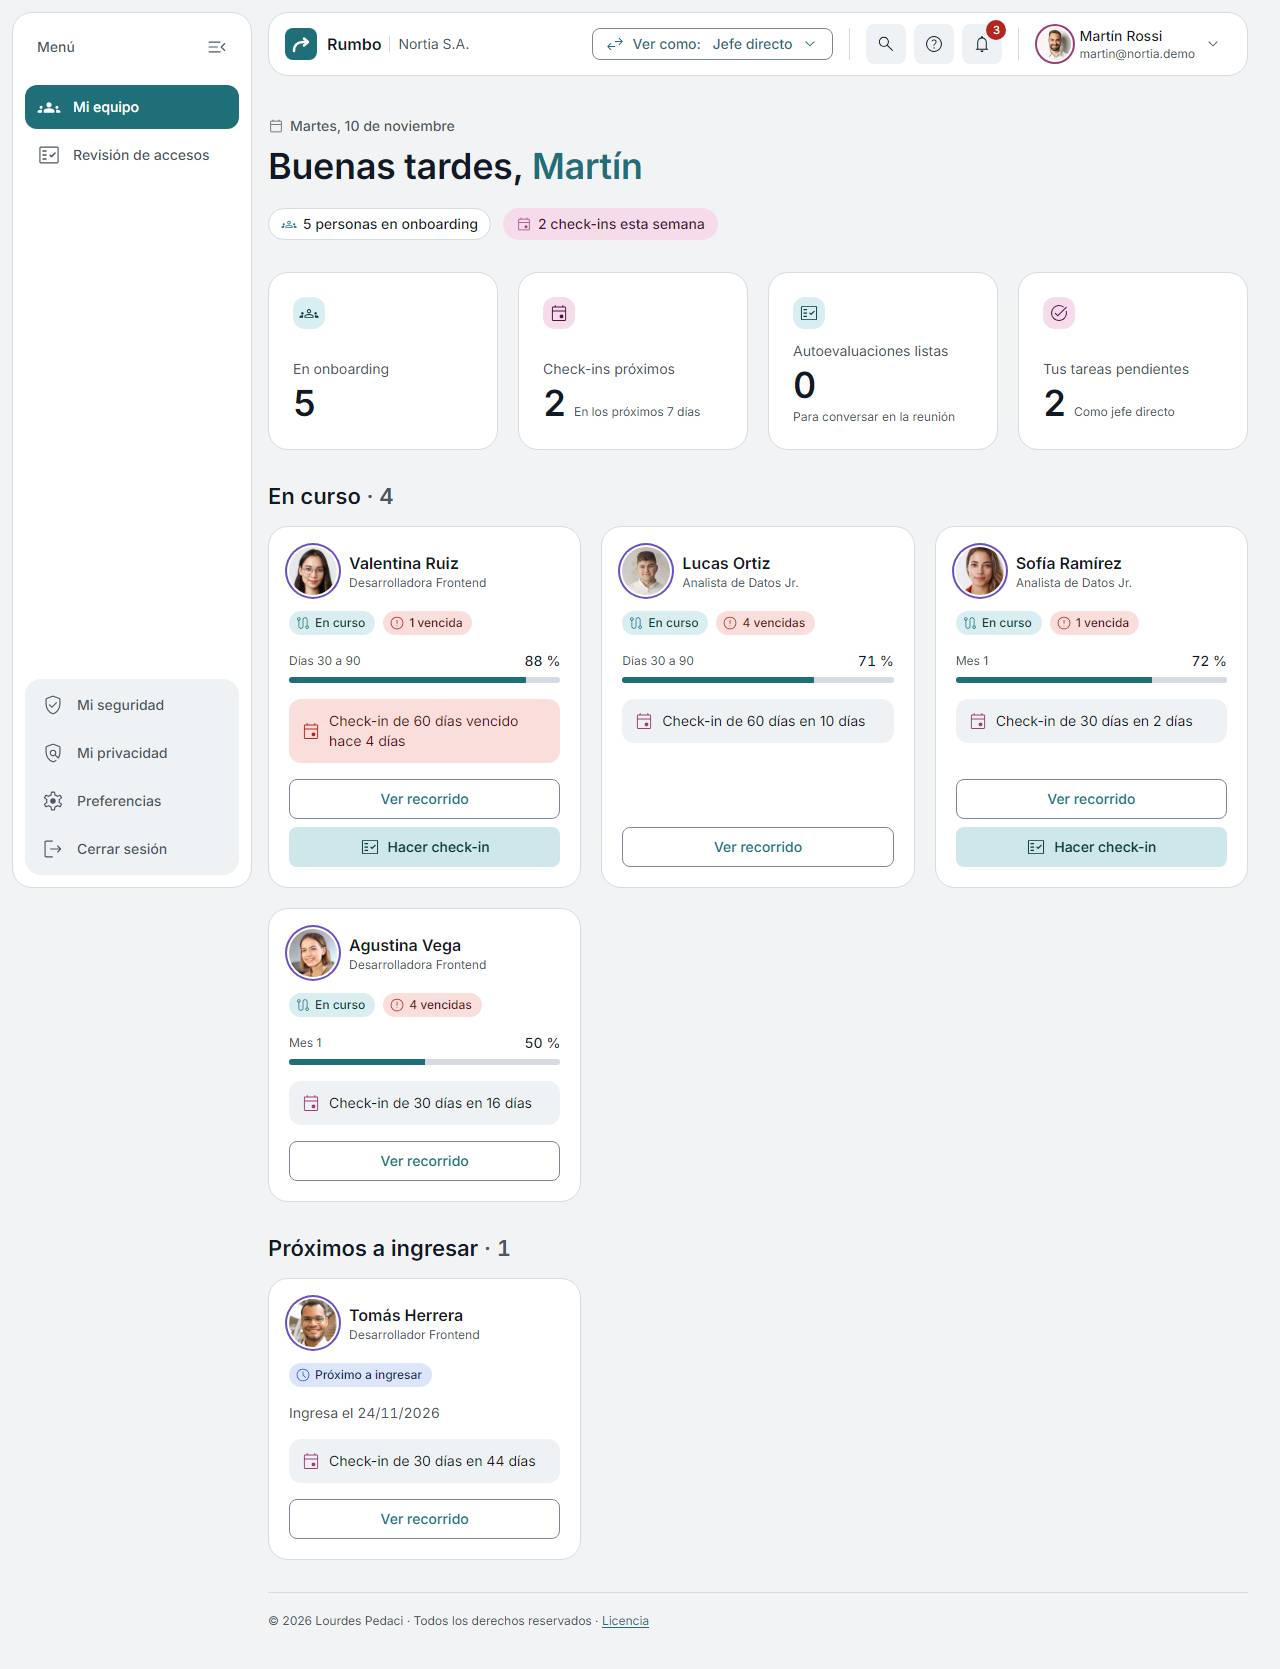 Menú
Mi equipo
Revisión de accesos
Mi seguridad
Mi privacidad
Preferencias
Cerrar sesión
Rumbo
Nortia S.A.
Ver como: Jefe directo
3
Martín Rossi
martin@nortia.demo
Martes, 10 de noviembre
Buenas tardes, Martín
5 personas en onboarding
2 check-ins esta semana
En onboarding
5
Check-ins próximos
2 En los próximos 7 días
Autoevaluaciones listas
0
Para conversar en la reunión
Tus tareas pendientes
2 Como jefe directo
En curso · 4
Valentina Ruiz
Desarrolladora Frontend
En curso
1 vencida
Días 30 a 90
88 %
Check-in de 60 días vencido
hace 4 días
Ver recorrido
Hacer check-in
Lucas Ortiz
Analista de Datos Jr.
En curso
4 vencidas
Días 30 a 90
71 %
Check-in de 60 días en 10 días
Ver recorrido
Sofía Ramírez
Analista de Datos Jr.
En curso
1 vencida
Mes 1
72 %
Check-in de 30 días en 2 días
Ver recorrido
Hacer check-in
Agustina Vega
Desarrolladora Frontend
En curso
4 vencidas
Mes 1
50 %
Check-in de 30 días en 16 días
Ver recorrido
Próximos a ingresar · 1
Tomás Herrera
Desarrollador Frontend
Próximo a ingresar
Ingresa el 24/11/2026
Check-in de 30 días en 44 días
Ver recorrido
© 2026 Lourdes Pedaci · Todos los derechos reservados · Licencia